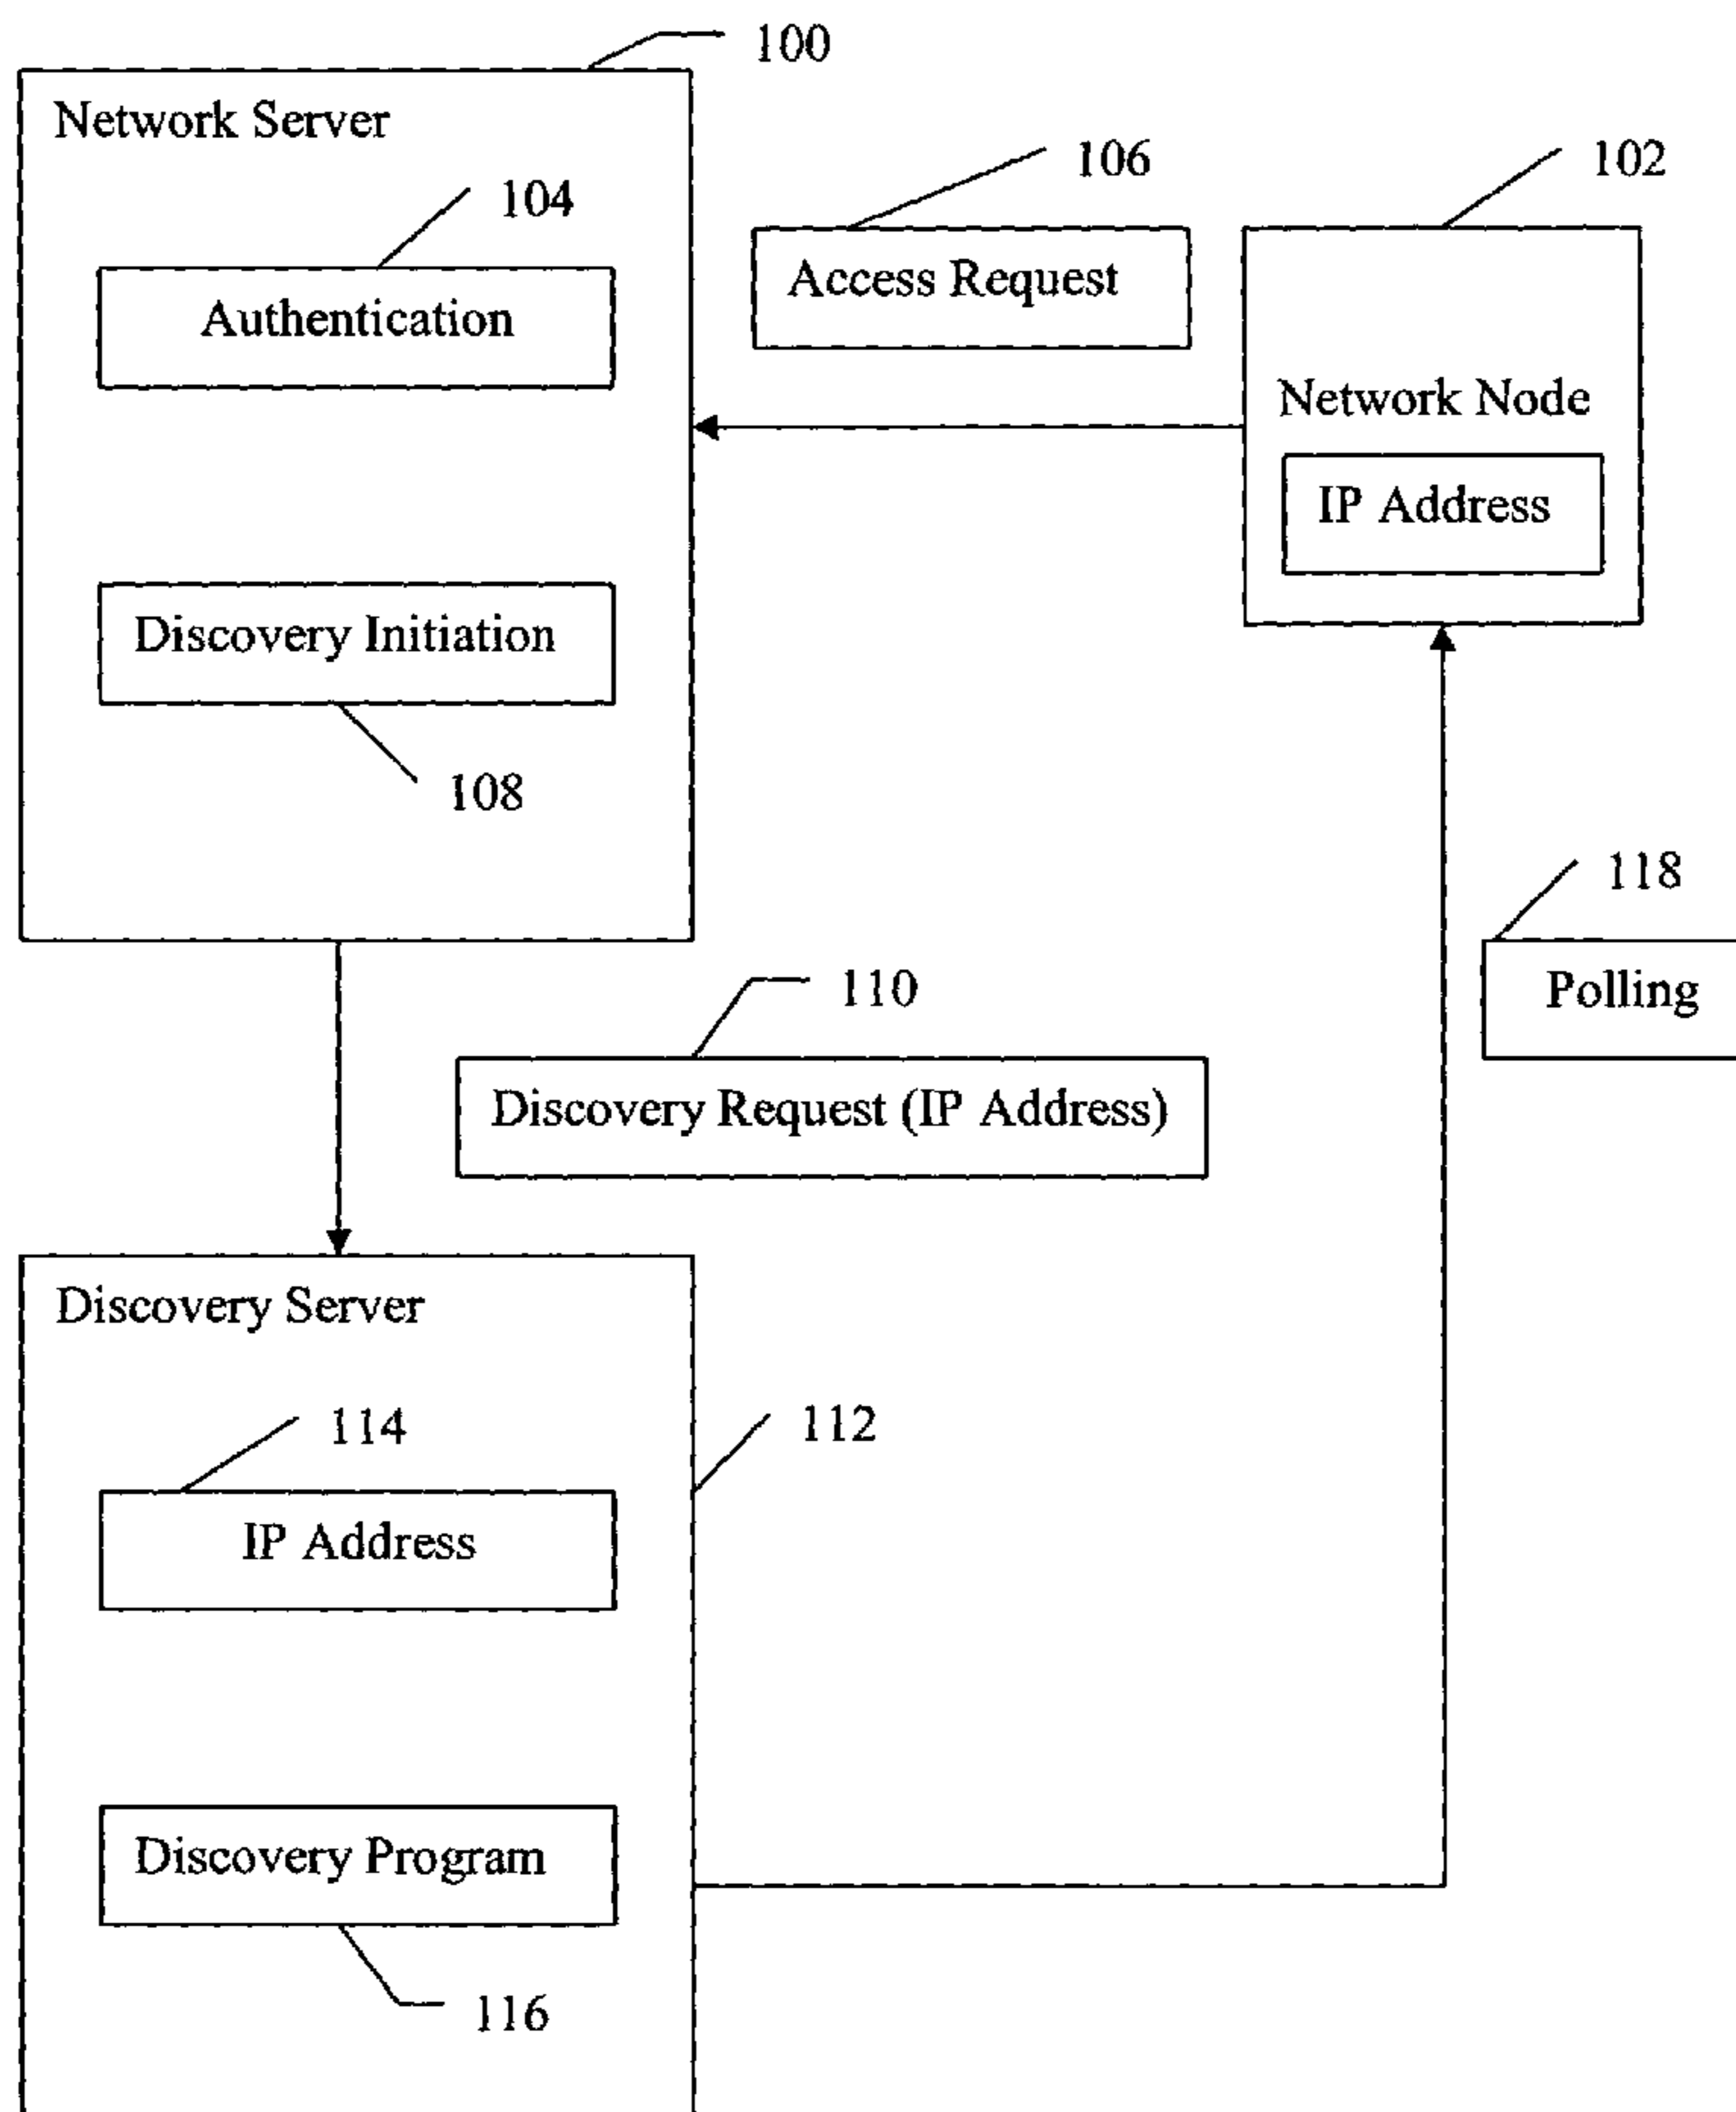 100
Network Server
104
Authentication
106
Access Request
102
Network Node
IP Address
Discovery Initiation
108
118
Polling
110
Discovery Request (IP Address)
Discovery Server
114
112
IP Address
Discovery Program
116